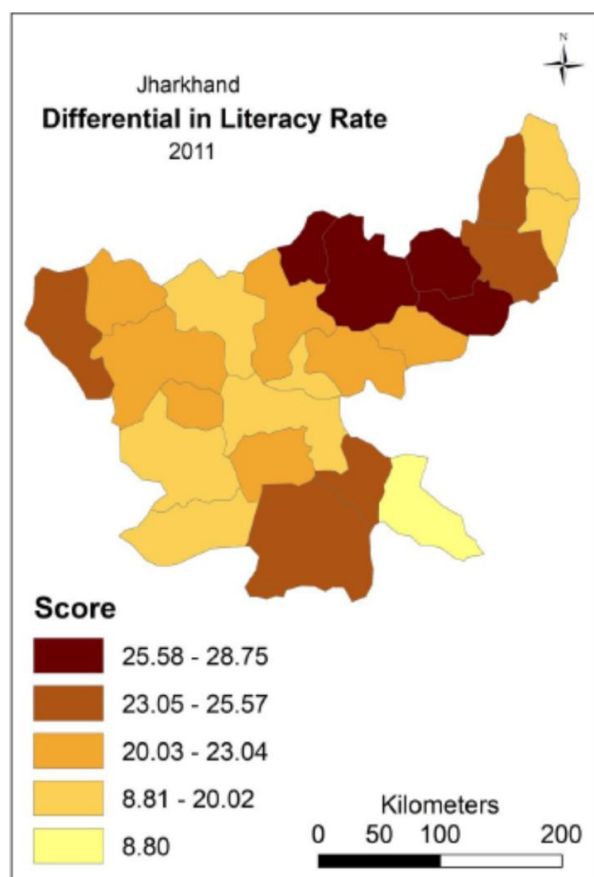 N
Jharkhand
Differential in Literacy Rate
2011
Score
25.58 - 28.75
23.05 - 25.57
20.03 - 23.04
8.81 - 20.02
8.80
Kilometers
0 50 100 200